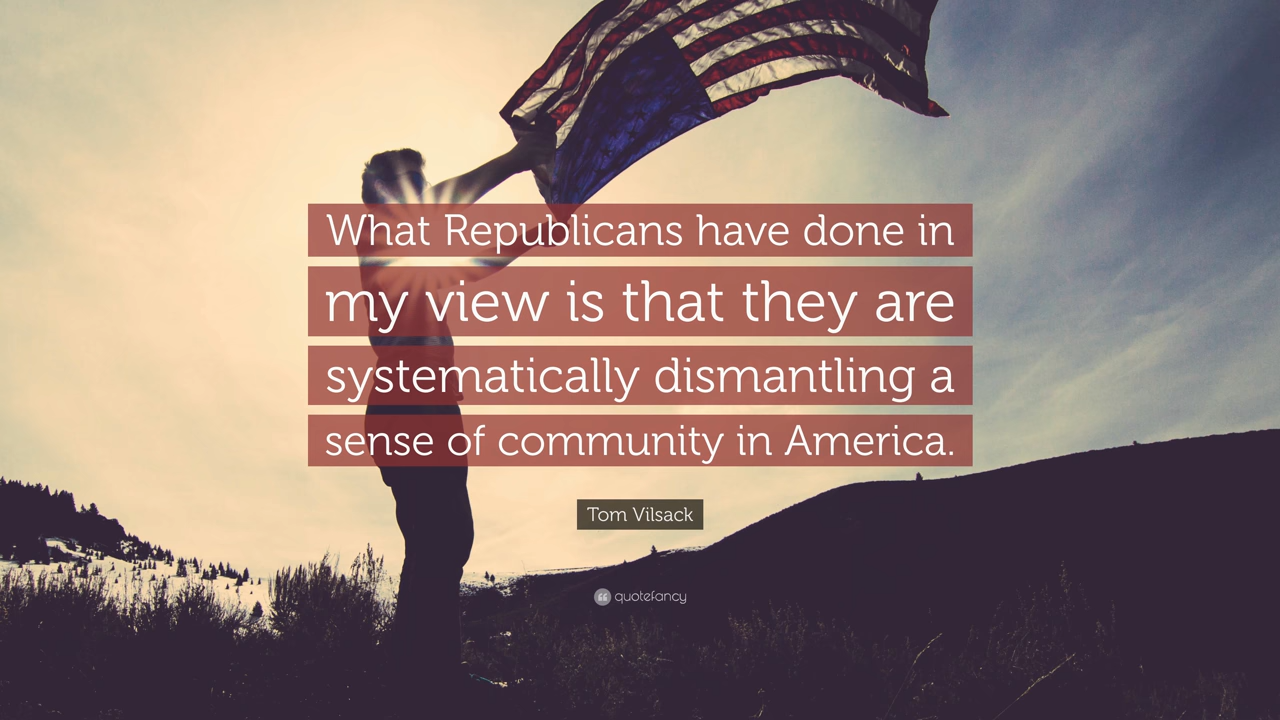 What Republicans have done in
my view is that they are
systematically dismantling a
sense of community in America.
Tom Vilsack
quotefancy